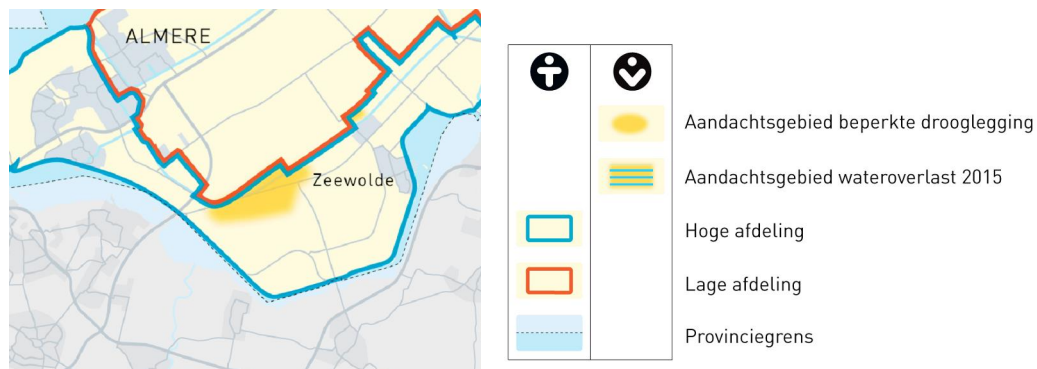 ALMERE
Zeewolde
Aandachtsgebied beperkte drooglegging
Aandachtsgebied wateroverlast 2015
Hoge afdeling
Lage afdeling
Provinciegrens